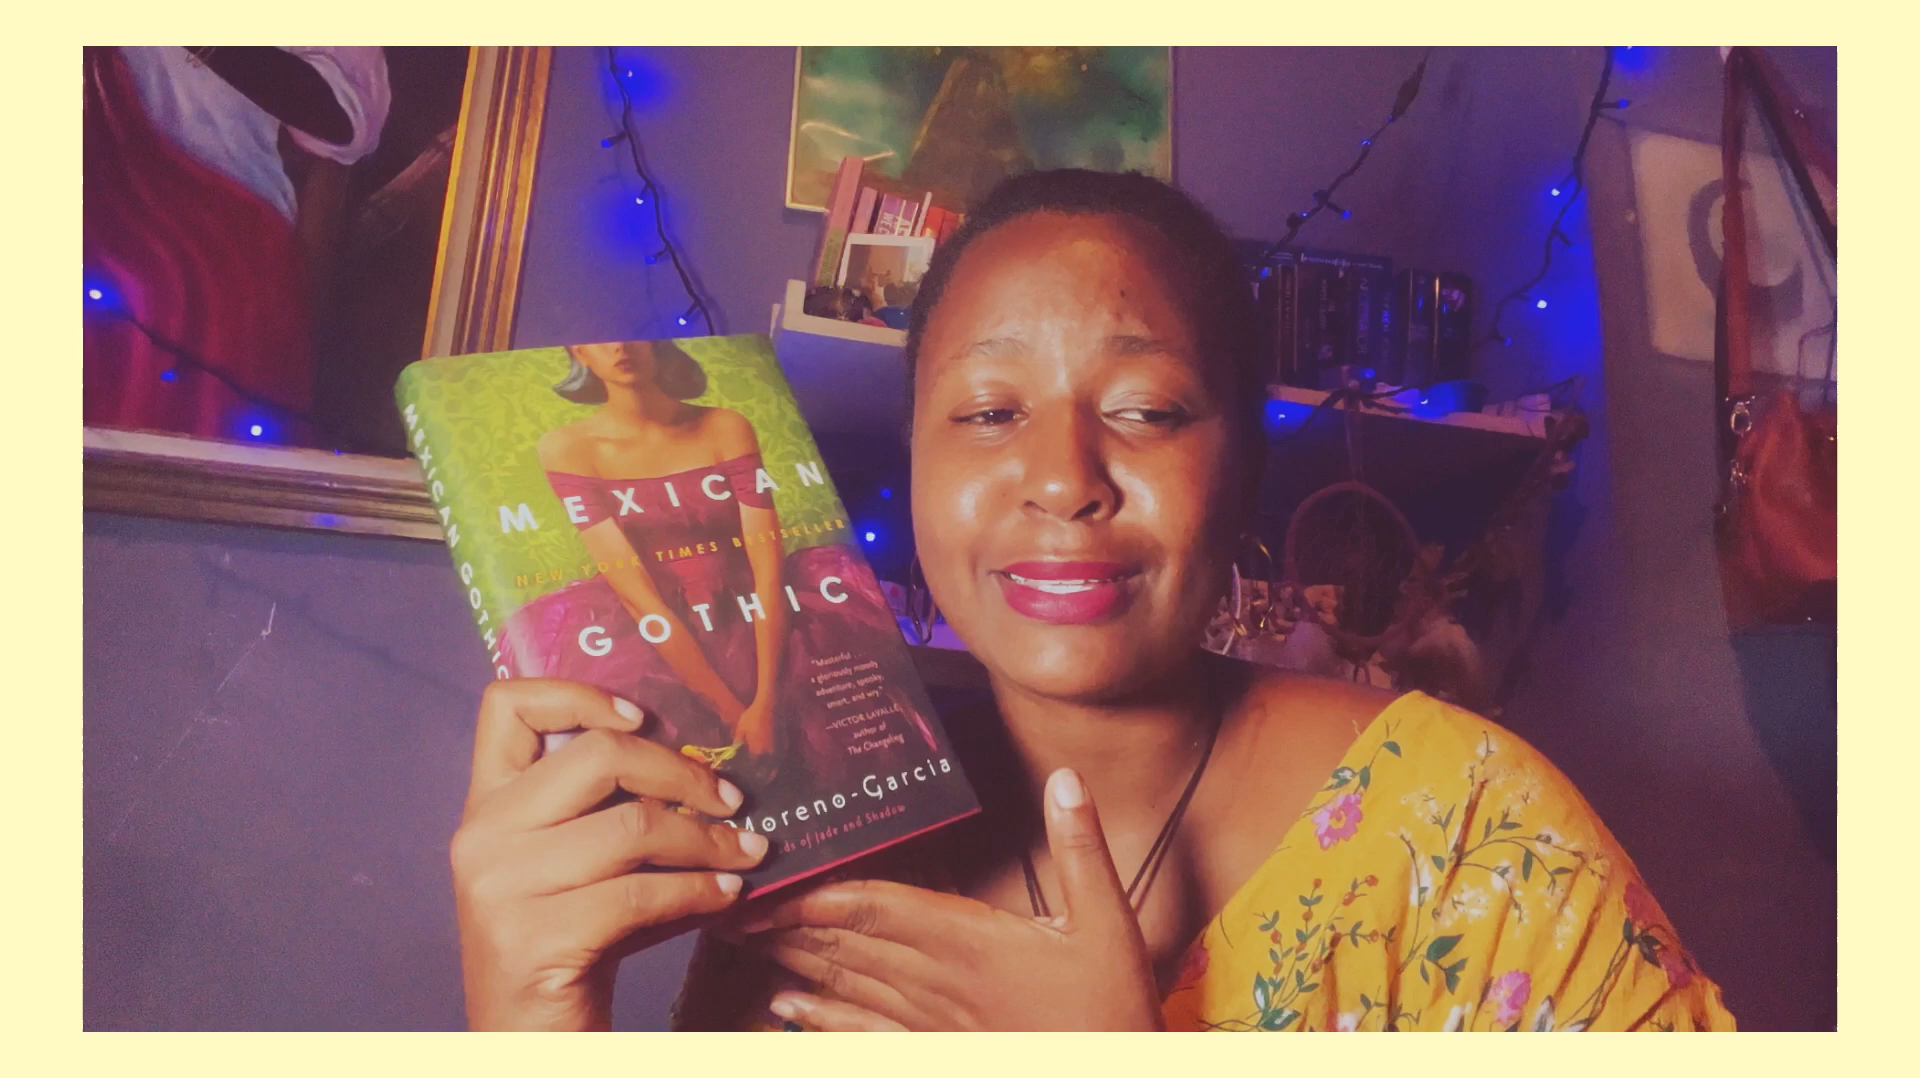 MEXICAN
NEW YORK TIMES BESTSELLER
GOTHIC
"Masterful . . .
a gloriously moody
adventure, spooky,
smart, and wry."
—VICTOR LAVALLE,
author of
The Changeling
Moreno-Garcia
ds of Jade and Shadow
MEXICAN GOTHIC